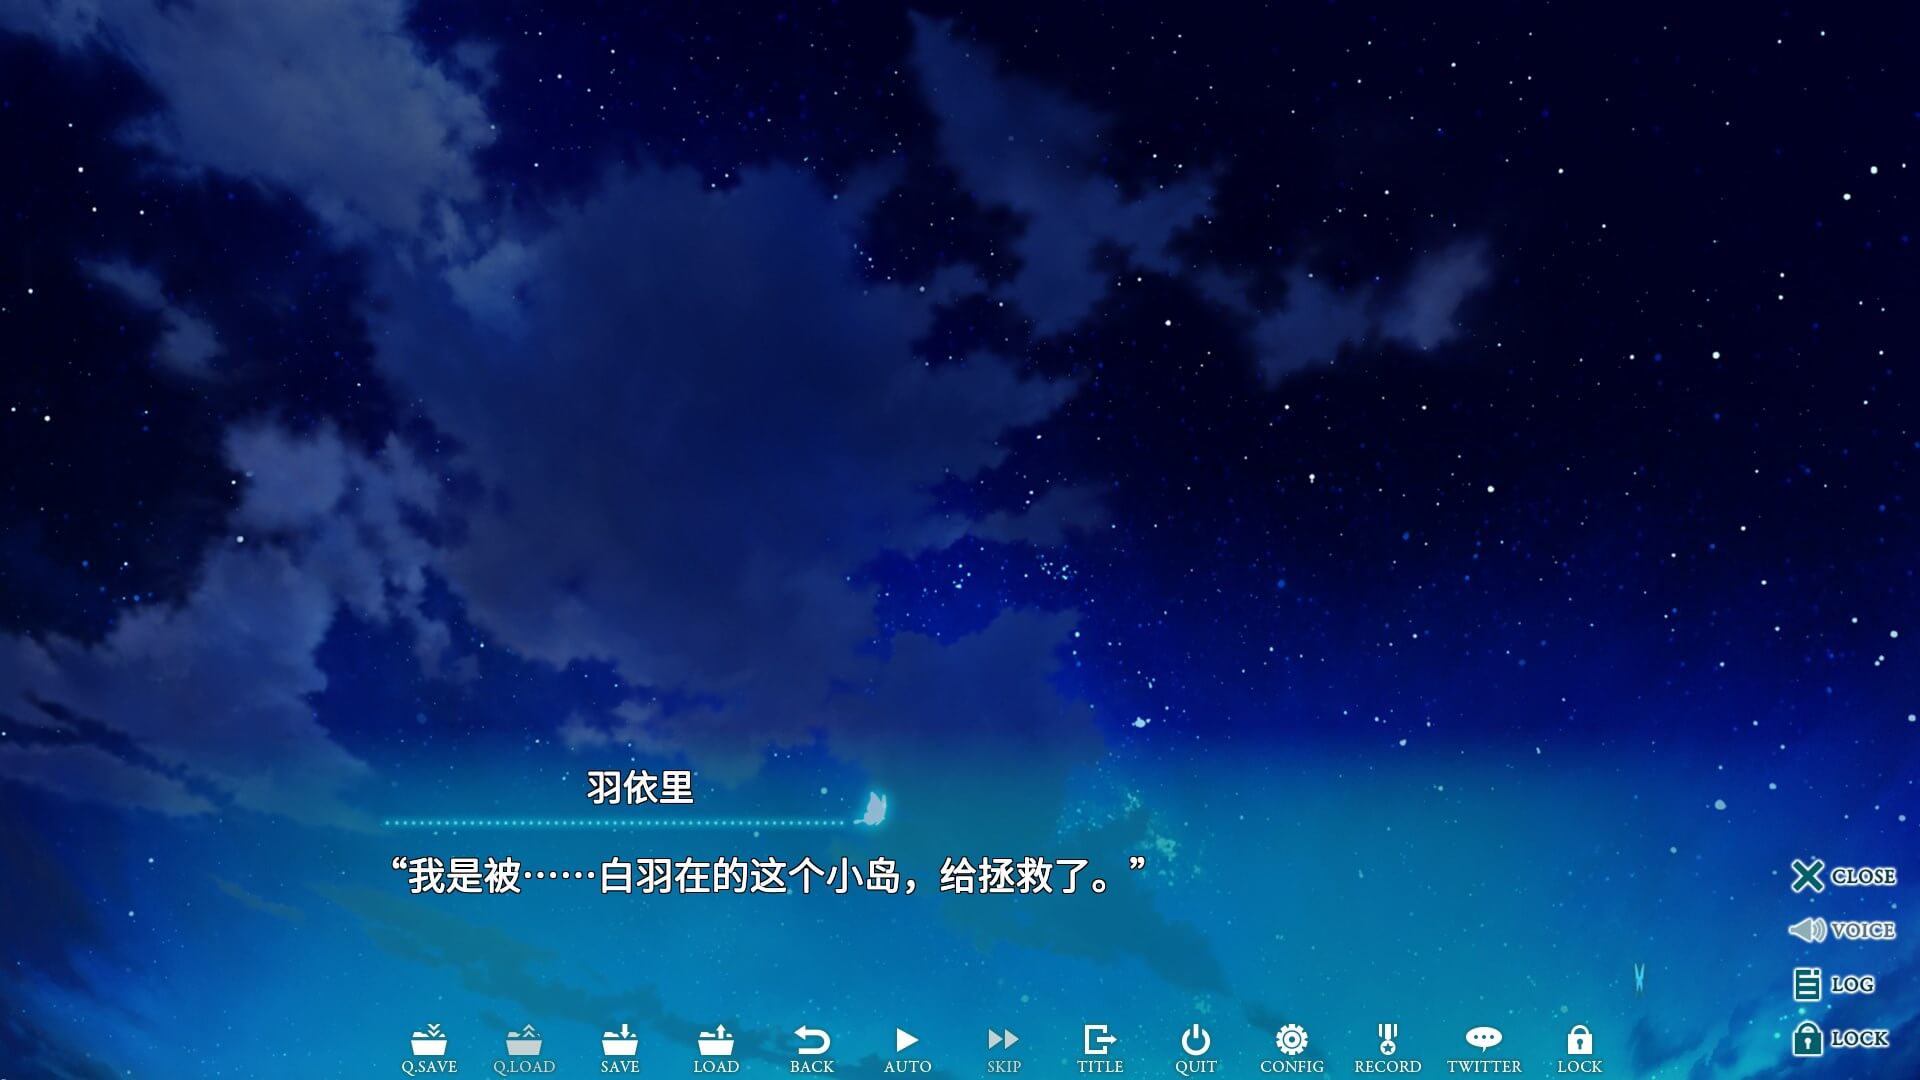 羽依里
“我是被……白羽在的这个小岛，给拯救了。”
CLOSE
VOICE
LOG
LOCK
Q.SAVE Q.LOAD SAVE LOAD BACK AUTO SKIP TITLE QUIT CONFIG RECORD TWITTER LOCK